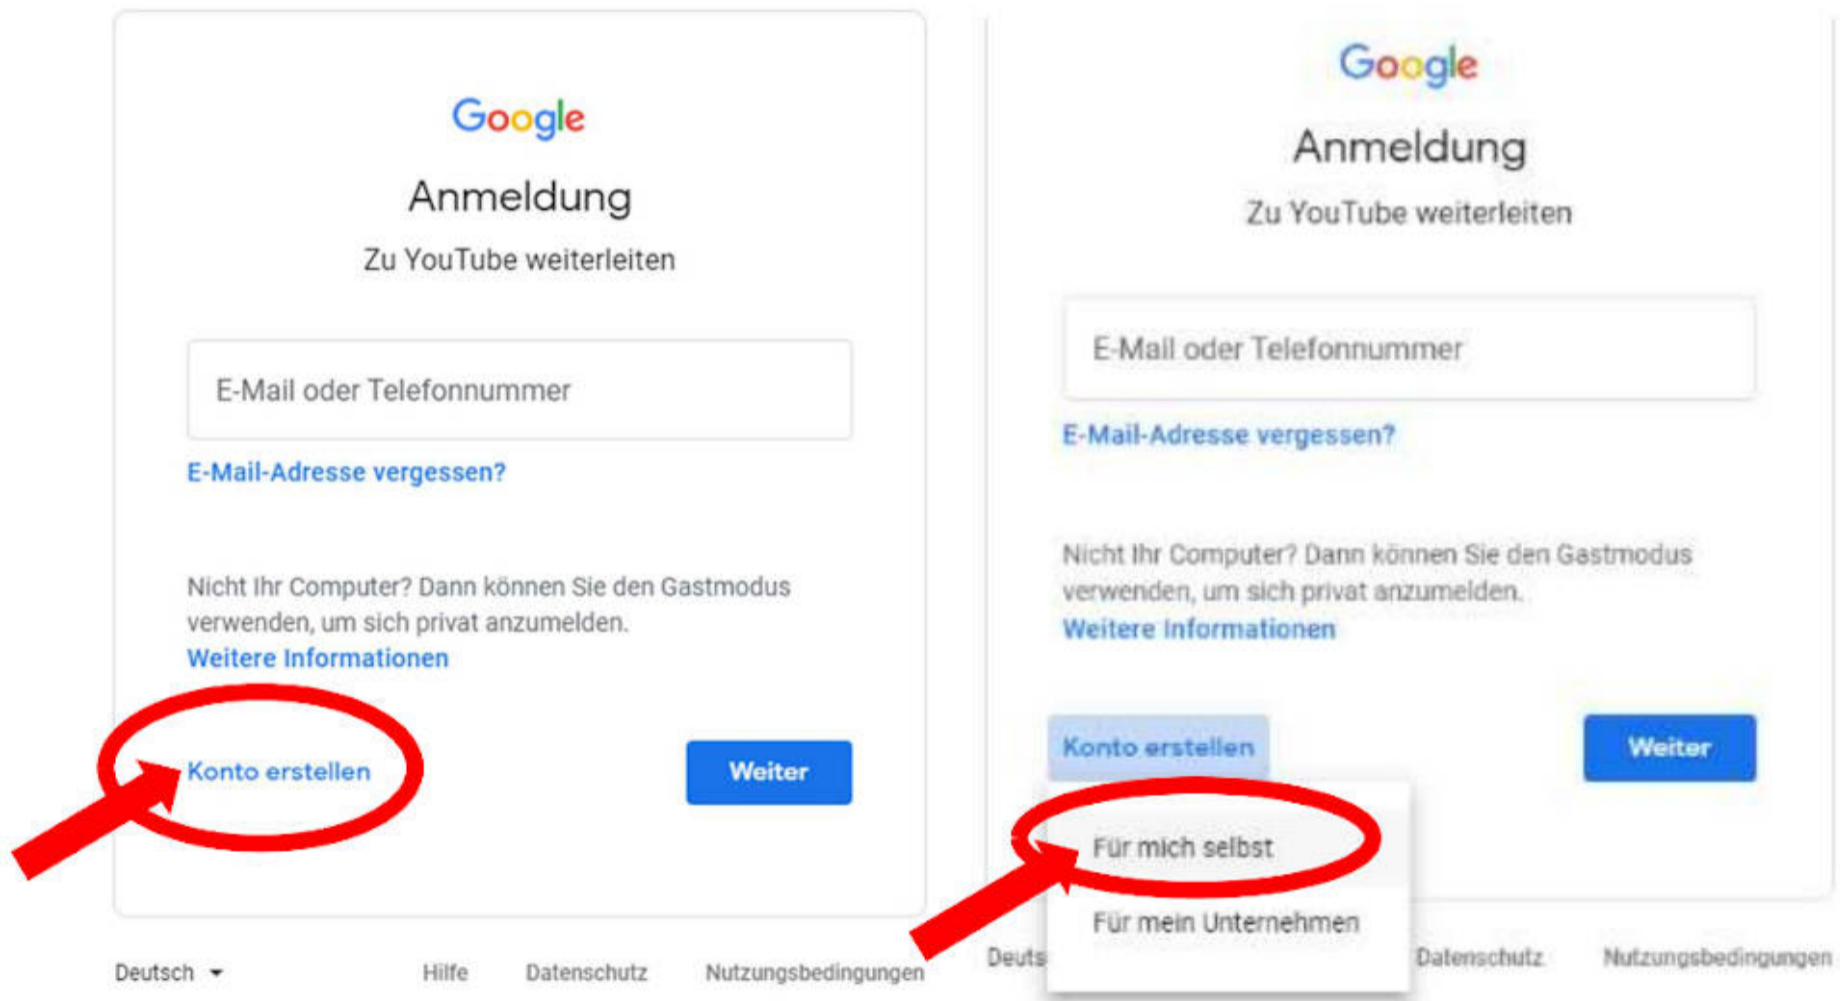 Google
Anmeldung
Zu YouTube weiterleiten
E-Mail oder Telefonnummer
E-Mail-Adresse vergessen?
Nicht Ihr Computer? Dann können Sie den Gastmodus
verwenden, um sich privat anzumelden.
Weitere Informationen
Konto erstellen
Weiter
Deutsch
Hilfe
Datenschutz
Nutzungsbedingungen
Google
Anmeldung
Zu YouTube weiterleiten
E-Mail oder Telefonnummer
E-Mail-Adresse vergessen?
Nicht Ihr Computer? Dann können Sie den Gastmodus
verwenden, um sich privat anzumelden.
Weitere Informationen
Konto erstellen
Weiter
Für mich selbst
Für mein Unternehmen
Deuts
Datenschutz
Nutzungsbedingungen